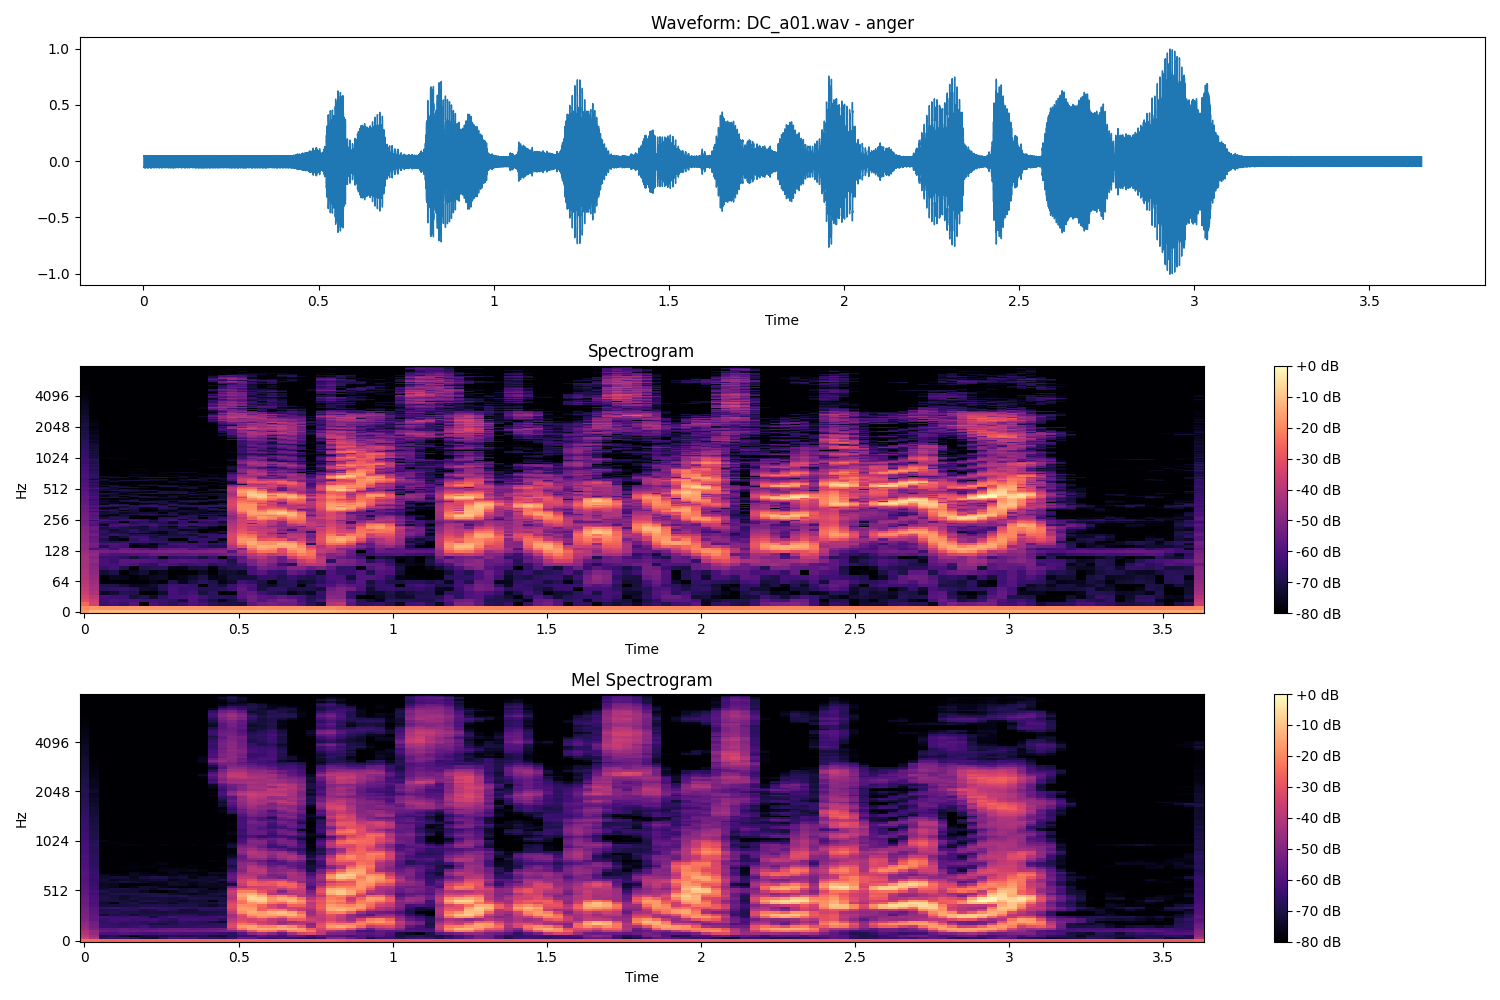 Waveform: DC_a01.wav - anger
1.0
0.5
0.0
−0.5
−1.0
0 0.5 1 1.5 2 2.5 3 3.5
Time
Spectrogram
4096
2048
1024
512
256
128
64
0
Hz
0 0.5 1 1.5 2 2.5 3 3.5
Time
+0 dB
-10 dB
-20 dB
-30 dB
-40 dB
-50 dB
-60 dB
-70 dB
-80 dB
Mel Spectrogram
4096
2048
1024
512
0
Hz
0 0.5 1 1.5 2 2.5 3 3.5
Time
+0 dB
-10 dB
-20 dB
-30 dB
-40 dB
-50 dB
-60 dB
-70 dB
-80 dB